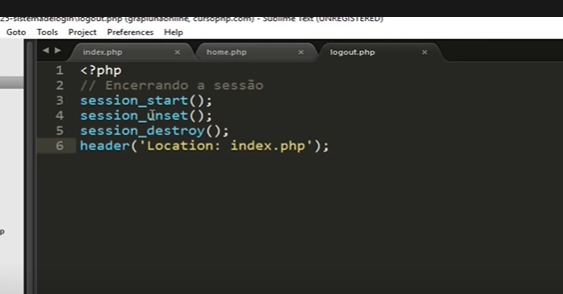 25-sistemadelogin\logout.php (grapiunaonline, cursophp.com) - Sublime Text (UNREGISTERED)
Goto Tools Project Preferences Help
index.php × home.php × logout.php ×
1 <?php
2 // Encerrando a sessão
3 session_start();
4 session_unset();
5 session_destroy();
6 header('Location: index.php');
p